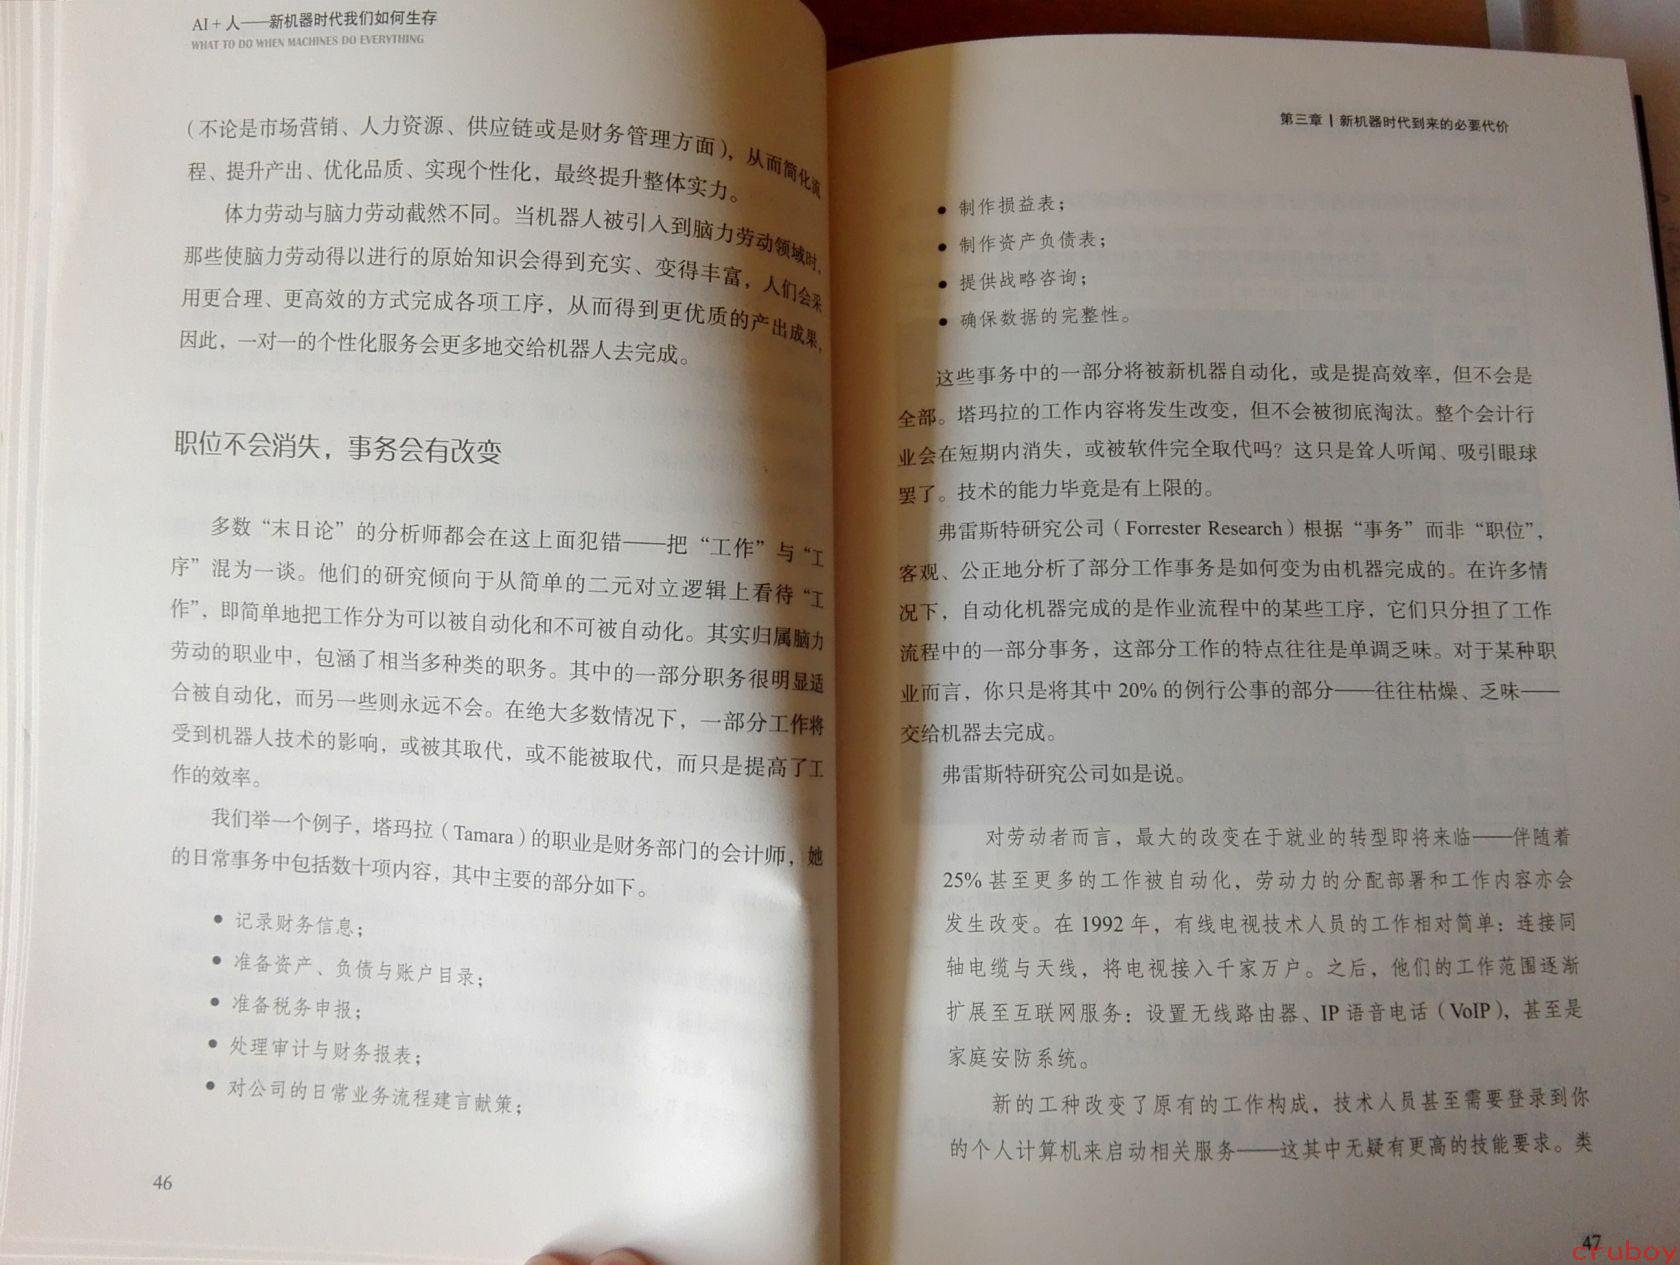 AI + 人——新机器时代我们如何生存
WHAT TO DO WHEN MACHINES DO EVERYTHING
（不论是市场营销、人力资源、供应链或是财务管理方面），从而简化流
程、提升产出、优化品质、实现个性化，最终提升整体实力。
体力劳动与脑力劳动截然不同。当机器人被引入到脑力劳动领域时，
那些使脑力劳动得以进行的原始知识会得到充实、变得丰富，人们会采
用更合理、更高效的方式完成各项工序，从而得到更优质的产出成果，
因此，一对一的个性化服务会更多地交给机器人去完成。
职位不会消失，事务会有改变
多数“末日论”的分析师都会在这上面犯错——把“工作”与“工
序”混为一谈。他们的研究倾向于从简单的二元对立逻辑上看待“工
作”，即简单地把工作分为可以被自动化和不可被自动化。其实归属脑力
劳动的职业中，包涵了相当多种类的职务。其中的一部分职务很明显适
合被自动化，而另一些则永远不会。在绝大多数情况下，一部分工作将
受到机器人技术的影响，或被其取代，或不能被取代，而只是提高了工
作的效率。
我们举一个例子，塔玛拉（Tamara）的职业是财务部门的会计师，她
的日常事务中包括数十项内容，其中主要的部分如下。
• 记录财务信息；
• 准备资产、负债与账户目录；
• 准备税务申报；
• 处理审计与财务报表；
• 对公司的日常业务流程建言献策；
46
第三章 | 新机器时代到来的必要代价
• 制作损益表；
• 制作资产负债表；
• 提供战略咨询；
• 确保数据的完整性。
这些事务中的一部分将被新机器自动化，或是提高效率，但不会是
全部。塔玛拉的工作内容将发生改变，但不会被彻底淘汰。整个会计行
业会在短期内消失，或被软件完全取代吗？这只是耸人听闻、吸引眼球
罢了。技术的能力毕竟是有上限的。
弗雷斯特研究公司（Forrester Research）根据“事务”而非“职位”，
客观、公正地分析了部分工作事务是如何变为由机器完成的。在许多情
况下，自动化机器完成的是作业流程中的某些工序，它们只分担了工作
流程中的一部分事务，这部分工作的特点往往是单调乏味。对于某种职
业而言，你只是将其中 20% 的例行公事的部分——往往枯燥、乏味——
交给机器去完成。
弗雷斯特研究公司如是说。
对劳动者而言，最大的改变在于就业的转型即将来临——伴随着
25% 甚至更多的工作被自动化，劳动力的分配部署和工作内容亦会
发生改变。在 1992 年，有线电视技术人员的工作相对简单：连接同
轴电缆与天线，将电视接入千家万户。之后，他们的工作范围逐渐
扩展至互联网服务：设置无线路由器、IP 语音电话（VoIP），甚至是
家庭安防系统。
新的工种改变了原有的工作构成，技术人员甚至需要登录到你
的个人计算机来启动相关服务——这其中无疑有更高的技能要求。类
47
cruboy